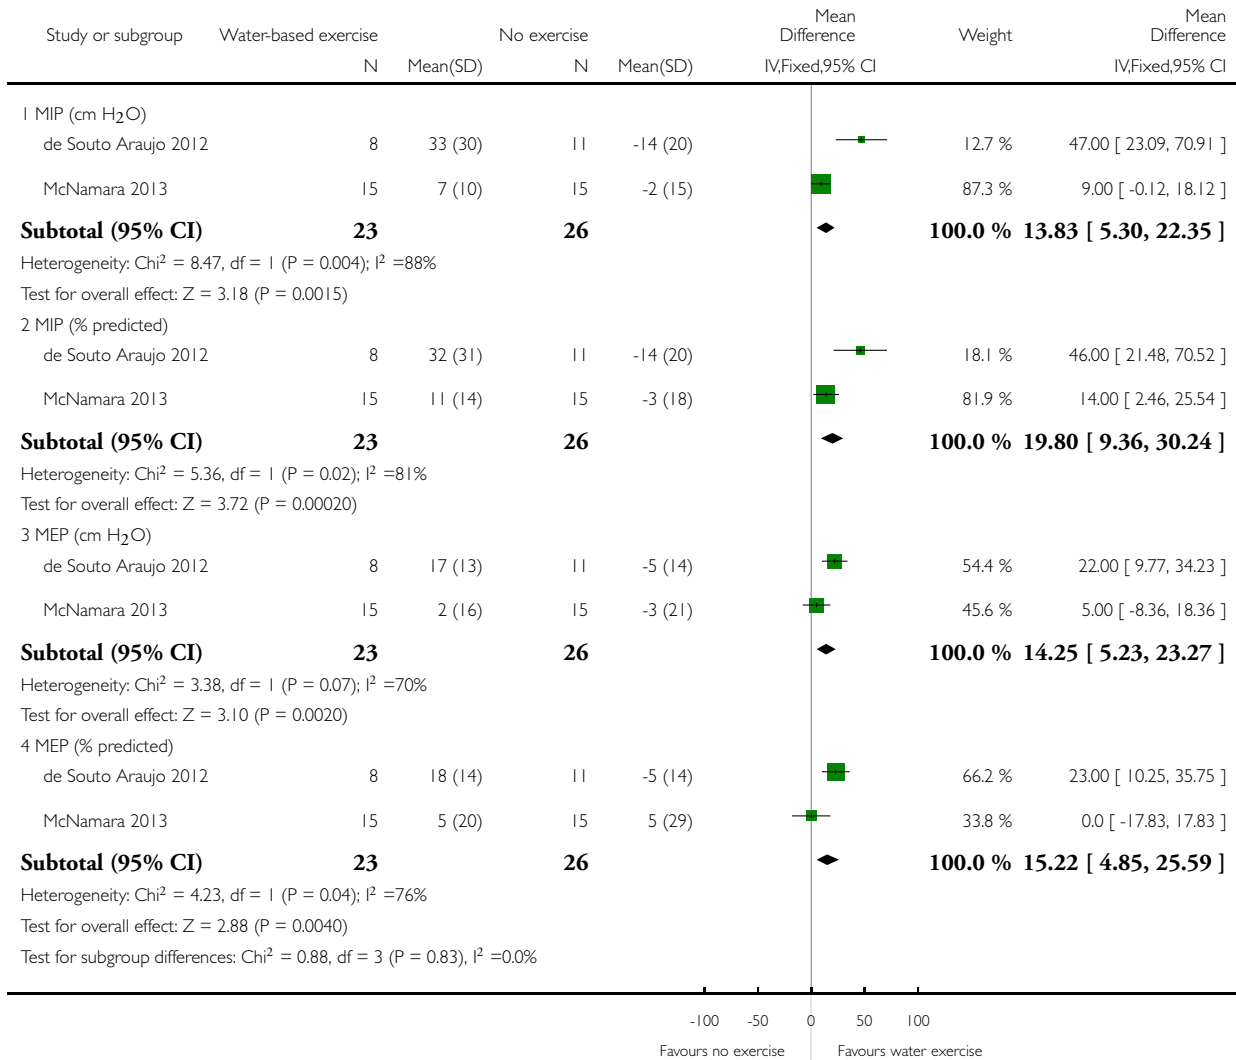 Study or subgroup Water-based exercise No exercise Mean Difference Weight Mean Difference
N Mean(SD) N Mean(SD) IV,Fixed,95% CI IV,Fixed,95% CI
1 MIP (cm H2O)
de Souto Araujo 2012 8 33 (30) 11 -14 (20) 12.7 % 47.00 [ 23.09, 70.91 ]
McNamara 2013 15 7 (10) 15 -2 (15) 87.3 % 9.00 [ -0.12, 18.12 ]
Subtotal (95% CI) 23 26 100.0 % 13.83 [ 5.30, 22.35 ]
Heterogeneity: Chi² = 8.47, df = 1 (P = 0.004); I² =88%
Test for overall effect: Z = 3.18 (P = 0.0015)
2 MIP (% predicted)
de Souto Araujo 2012 8 32 (31) 11 -14 (20) 18.1 % 46.00 [ 21.48, 70.52 ]
McNamara 2013 15 11 (14) 15 -3 (18) 81.9 % 14.00 [ 2.46, 25.54 ]
Subtotal (95% CI) 23 26 100.0 % 19.80 [ 9.36, 30.24 ]
Heterogeneity: Chi² = 5.36, df = 1 (P = 0.02); I² =81%
Test for overall effect: Z = 3.72 (P = 0.00020)
3 MEP (cm H2O)
de Souto Araujo 2012 8 17 (13) 11 -5 (14) 54.4 % 22.00 [ 9.77, 34.23 ]
McNamara 2013 15 2 (16) 15 -3 (21) 45.6 % 5.00 [ -8.36, 18.36 ]
Subtotal (95% CI) 23 26 100.0 % 14.25 [ 5.23, 23.27 ]
Heterogeneity: Chi² = 3.38, df = 1 (P = 0.07); I² =70%
Test for overall effect: Z = 3.10 (P = 0.0020)
4 MEP (% predicted)
de Souto Araujo 2012 8 18 (14) 11 -5 (14) 66.2 % 23.00 [ 10.25, 35.75 ]
McNamara 2013 15 5 (20) 15 5 (29) 33.8 % 0.0 [ -17.83, 17.83 ]
Subtotal (95% CI) 23 26 100.0 % 15.22 [ 4.85, 25.59 ]
Heterogeneity: Chi² = 4.23, df = 1 (P = 0.04); I² =76%
Test for overall effect: Z = 2.88 (P = 0.0040)
Test for subgroup differences: Chi² = 0.88, df = 3 (P = 0.83), I² =0.0%
-100 -50 0 50 100
Favours no exercise Favours water exercise